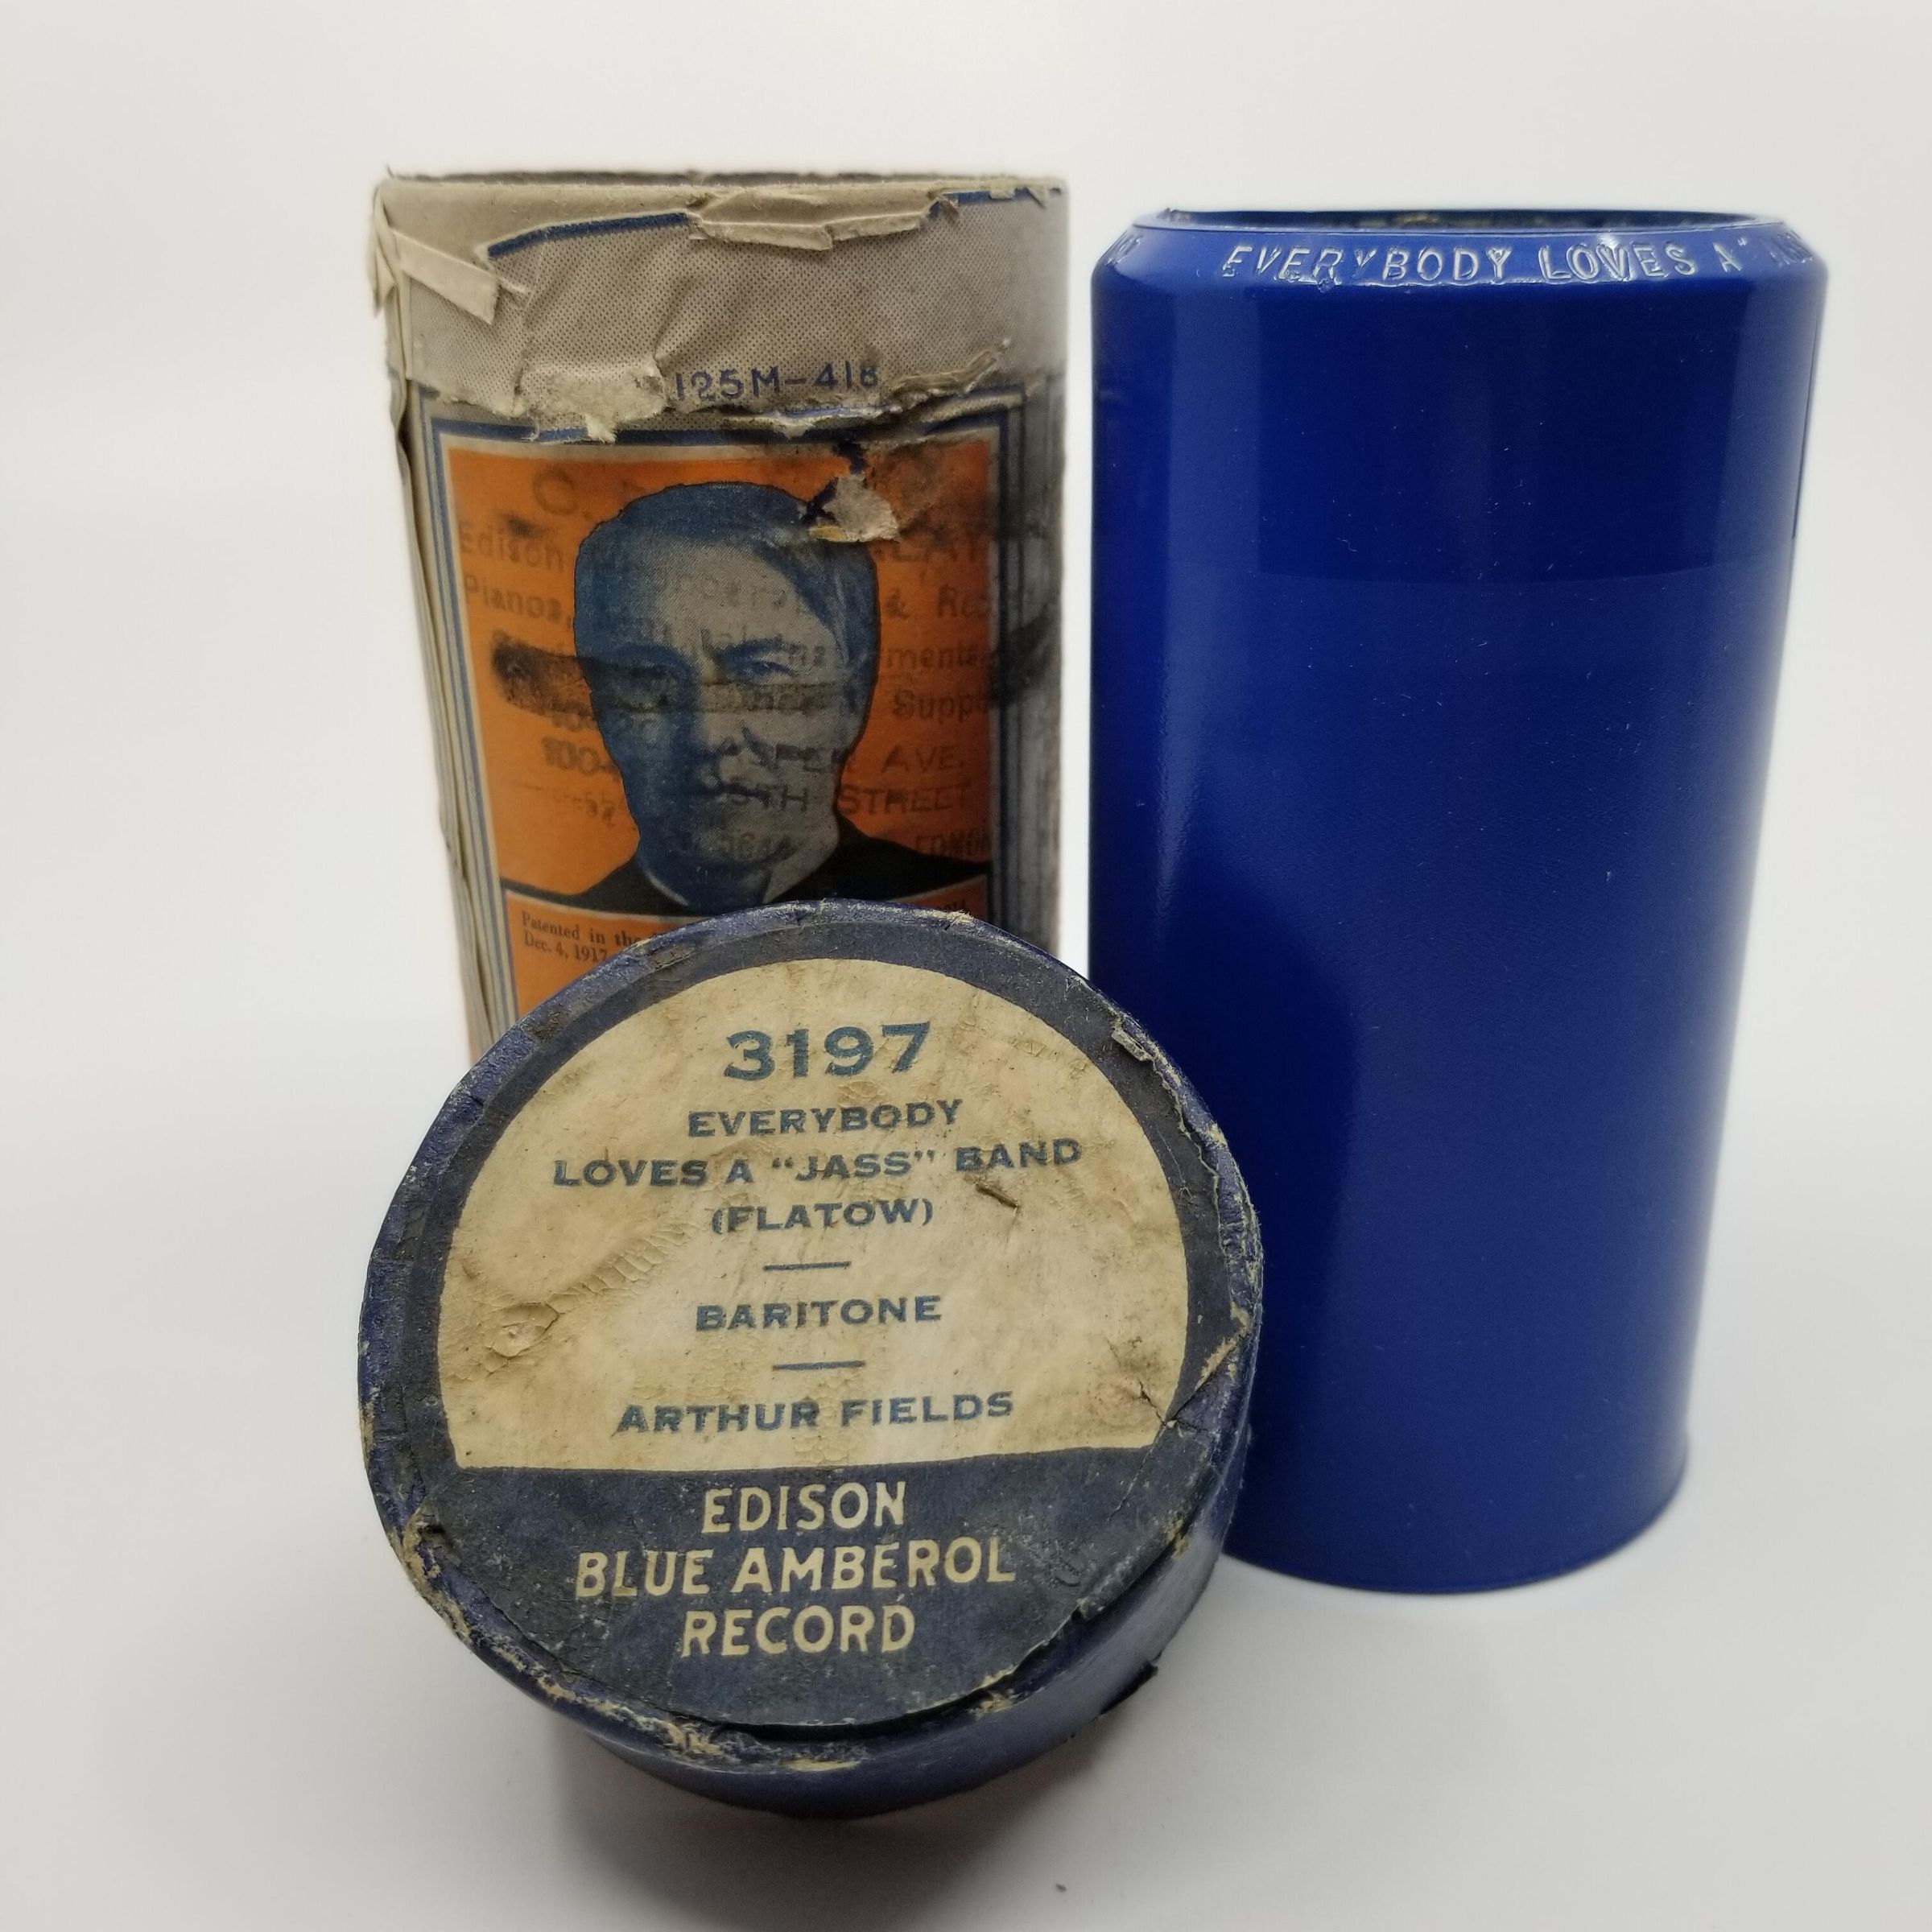 125M-418
Edison
Pianos, & 
Supp
AVE.
STREET
Patented in the
Dec. 4, 1917
EVERYBODY LOVES A "
3197
EVERYBODY
LOVES A “JASS” BAND
(FLATOW)
BARITONE
ARTHUR FIELDS
EDISON
BLUE AMBEROL
RECORD